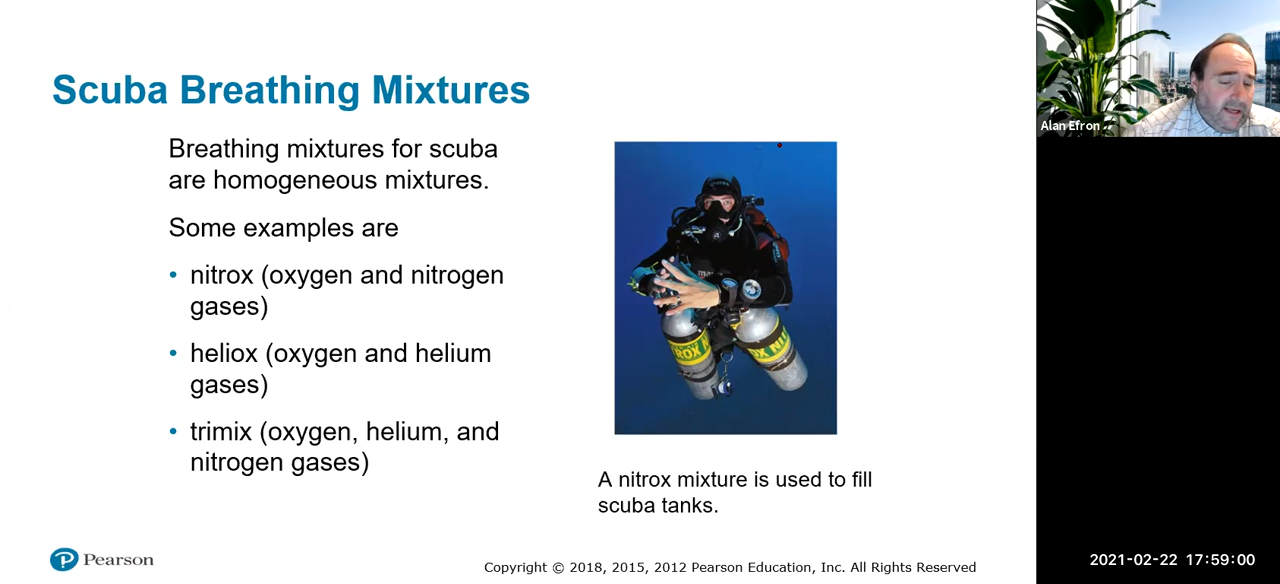 Scuba Breathing Mixtures
Breathing mixtures for scuba
are homogeneous mixtures.
Some examples are
• nitrox (oxygen and nitrogen
gases)
• heliox (oxygen and helium
gases)
• trimix (oxygen, helium, and
nitrogen gases)
A nitrox mixture is used to fill
scuba tanks.
Pearson
Copyright © 2018, 2015, 2012 Pearson Education, Inc. All Rights Reserved
Alan Efron
2021-02-22 17:59:00